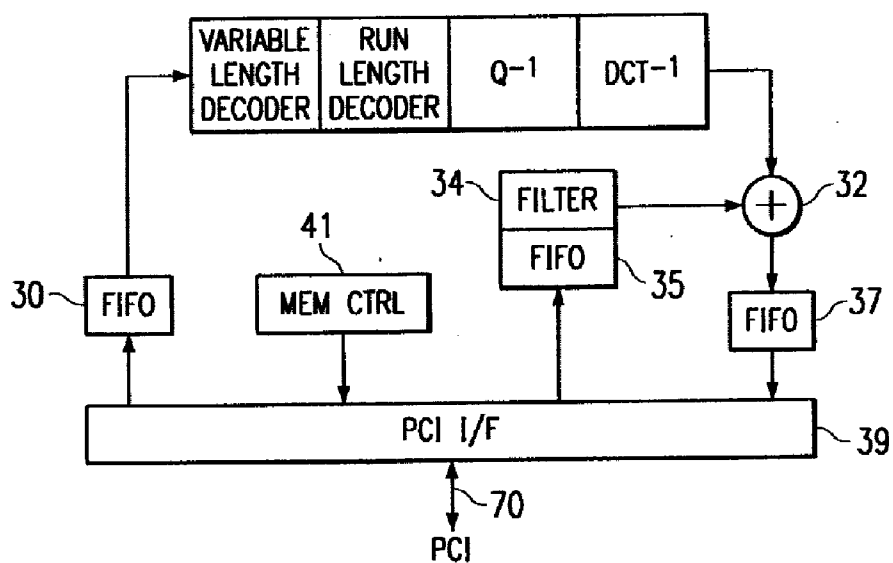 VARIABLE
LENGTH
DECODER
RUN
LENGTH
DECODER
Q-1
DCT-1
34
FILTER
FIFO
35
+
32
41
MEM CTRL
30
FIFO
FIFO
37
PCI I/F
39
70
PCI